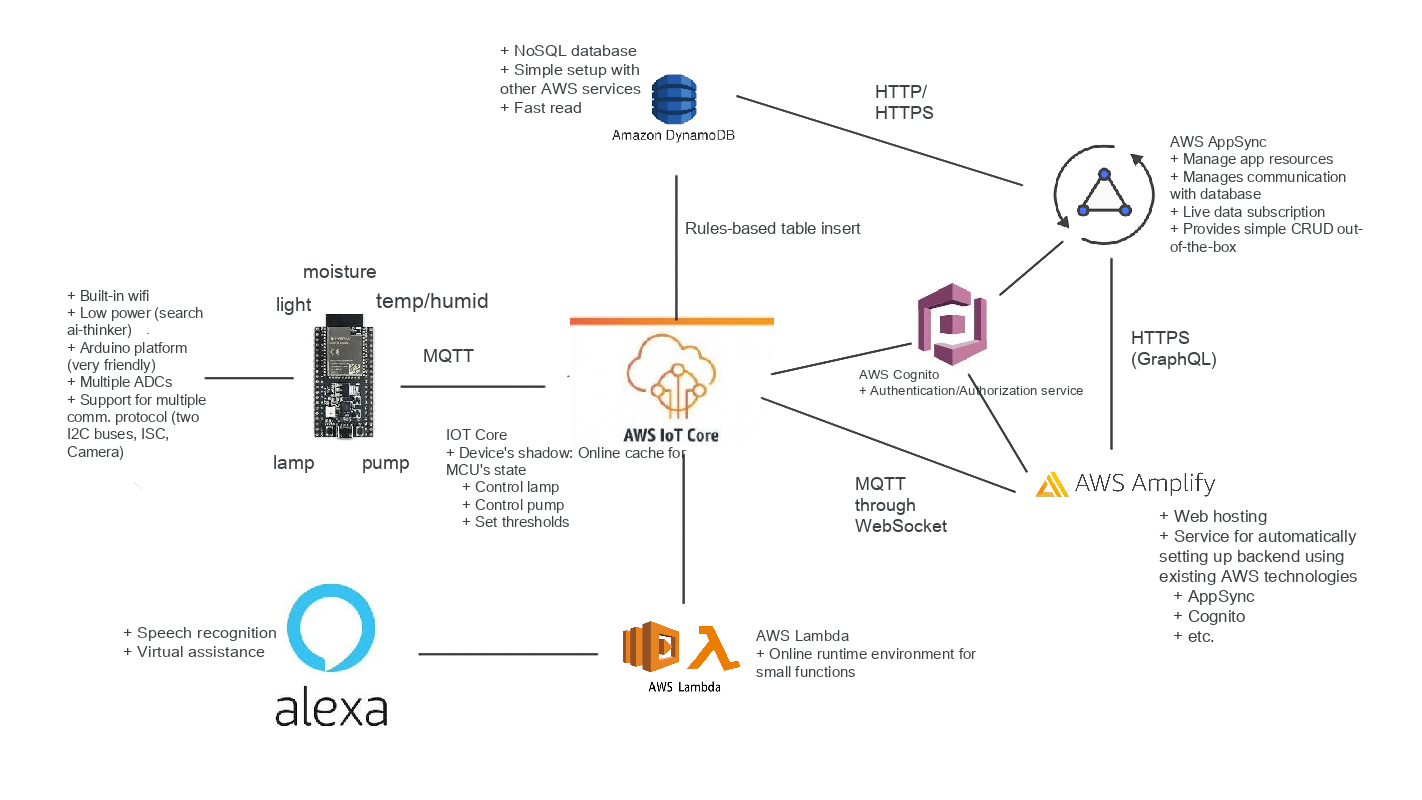 + NoSQL database
+ Simple setup with
other AWS services
+ Fast read
Amazon DynamoDB
HTTP/
HTTPS
AWS AppSync
+ Manage app resources
+ Manages communication
with database
+ Live data subscription
+ Provides simple CRUD out-
of-the-box
Rules-based table insert
moisture
light
temp/humid
+ Built-in wifi
+ Low power (search
ai-thinker)
+ Arduino platform
(very friendly)
+ Multiple ADCs
+ Support for multiple
comm. protocol (two
I2C buses, ISC,
Camera)
MQTT
lamp
pump
AWS IoT Core
IOT Core
+ Device's shadow: Online cache for
MCU's state
+ Control lamp
+ Control pump
+ Set thresholds
AWS Cognito
+ Authentication/Authorization service
HTTPS
(GraphQL)
MQTT
through
WebSocket
AWS Amplify
+ Web hosting
+ Service for automatically
setting up backend using
existing AWS technologies
+ AppSync
+ Cognito
+ etc.
+ Speech recognition
+ Virtual assistance
alexa
AWS Lambda
AWS Lambda
+ Online runtime environment for
small functions